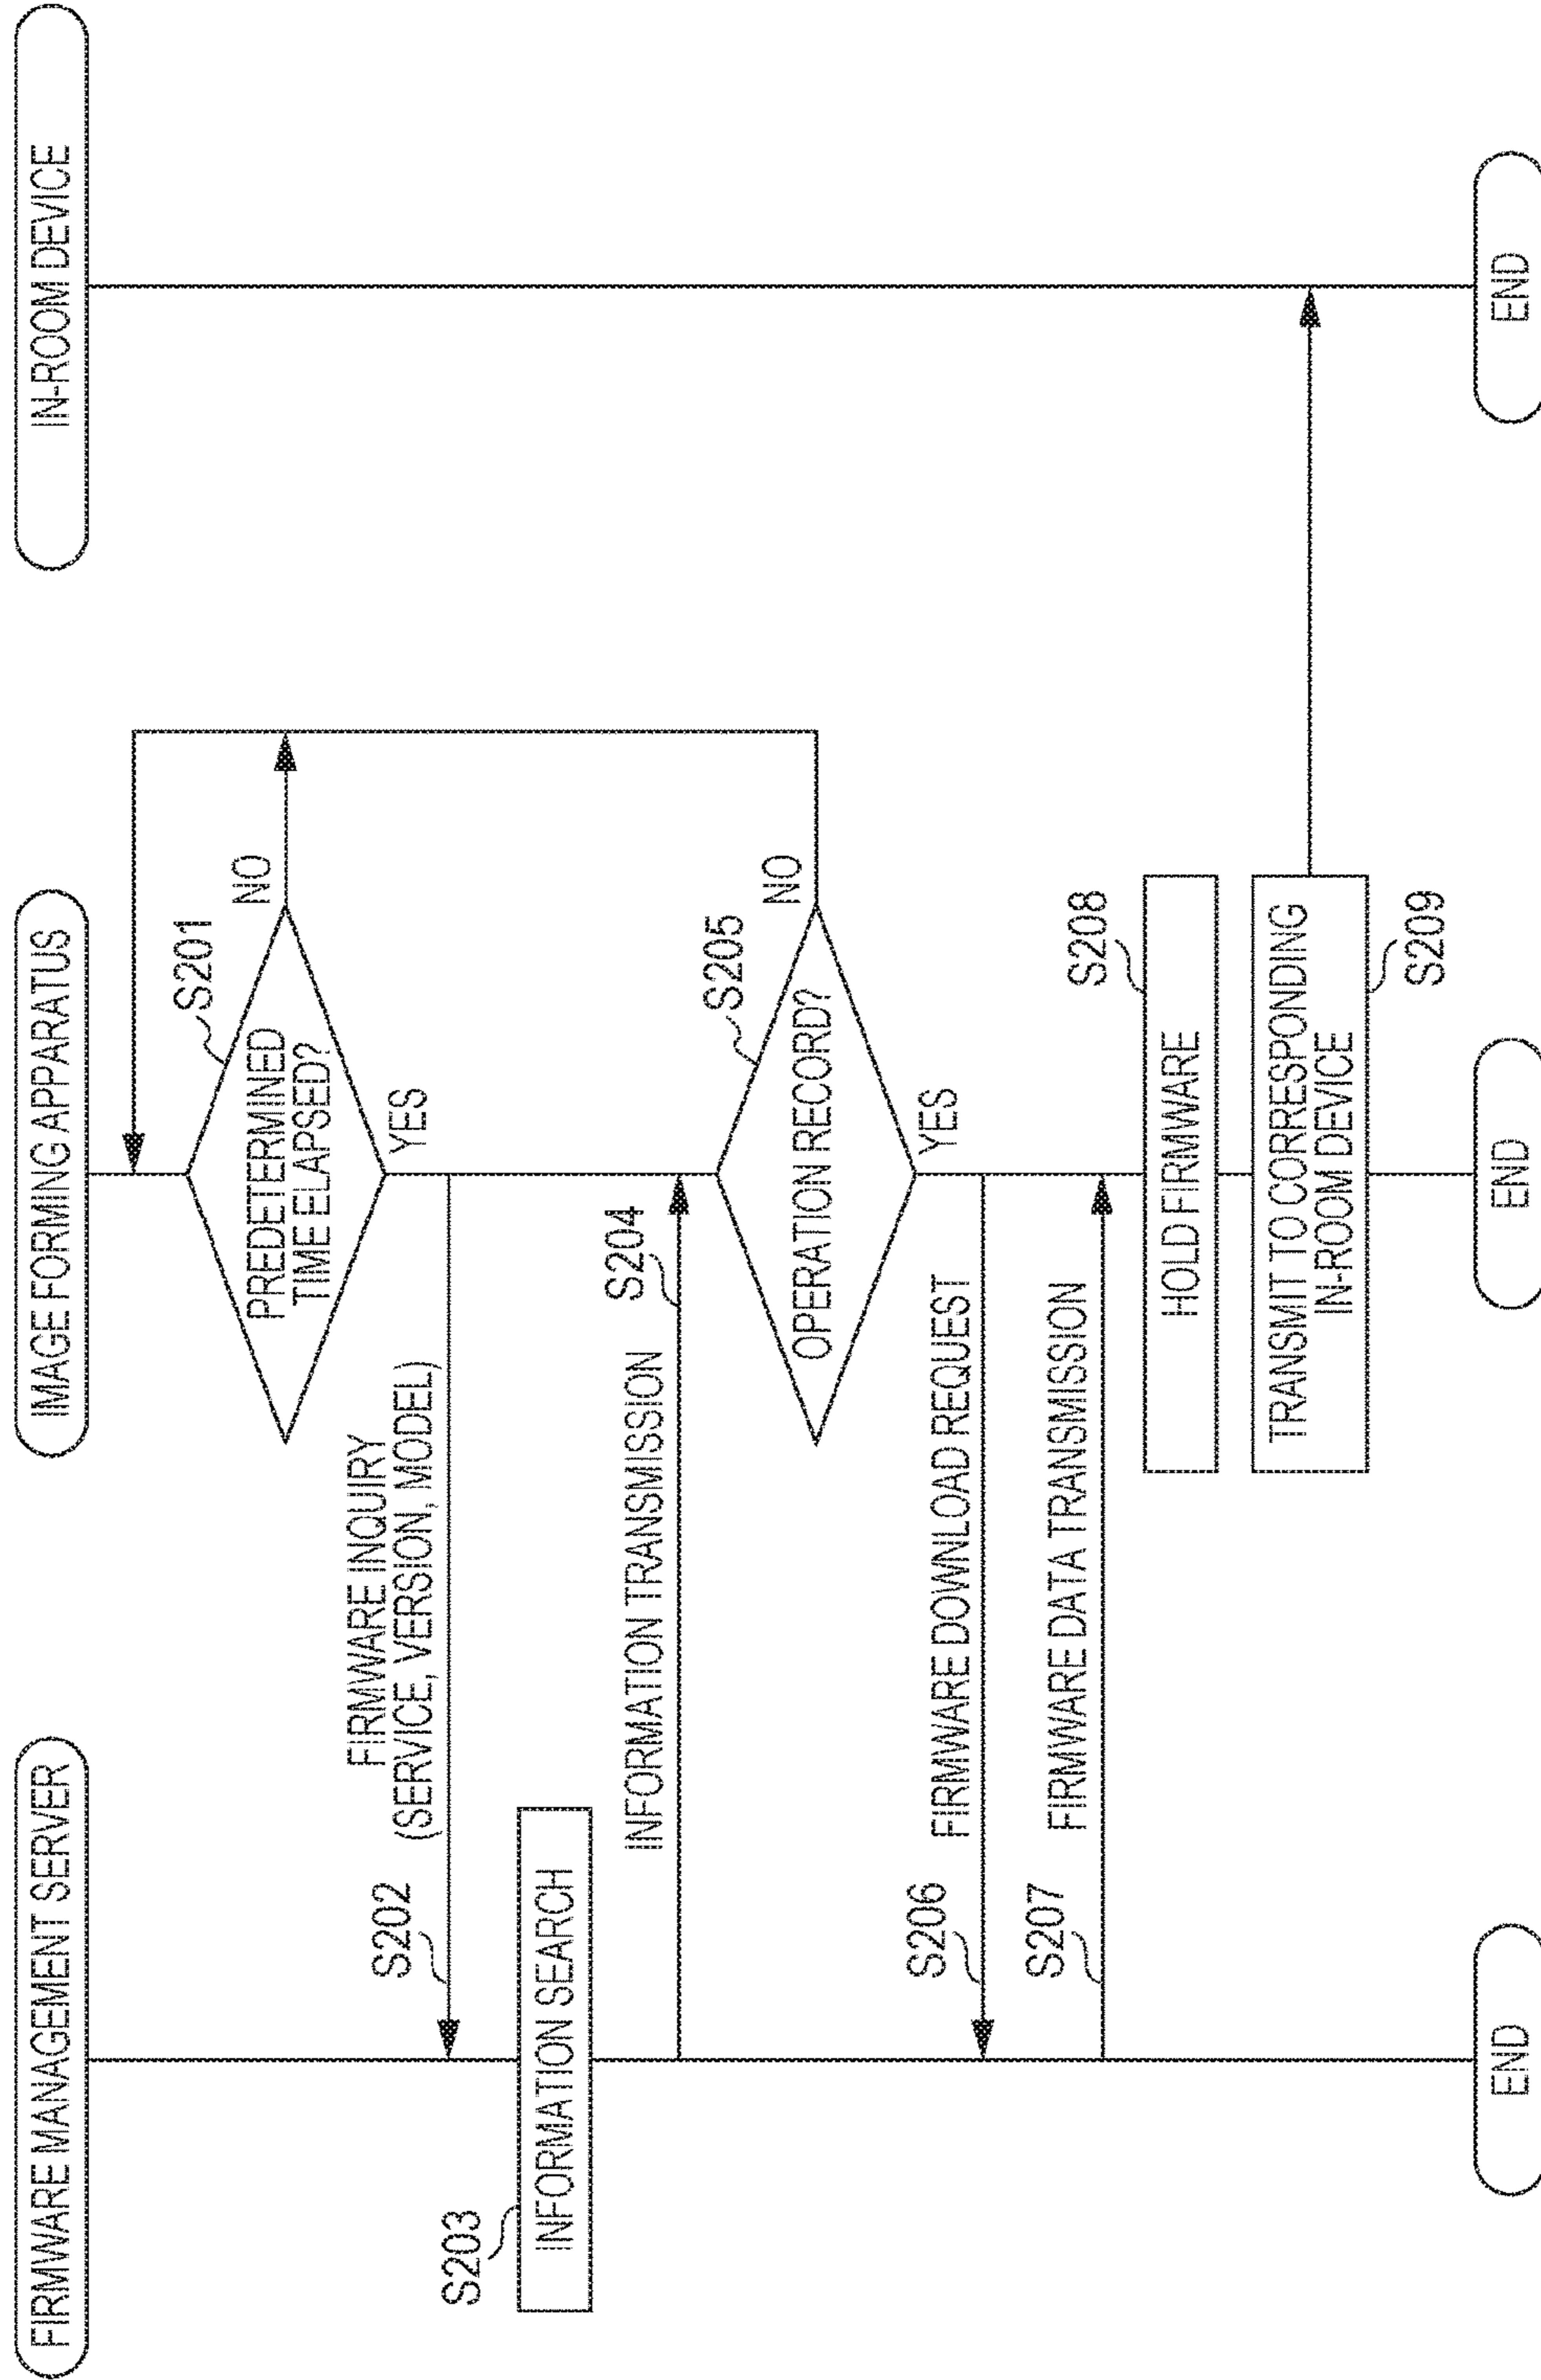 FIRMWARE MANAGEMENT SERVER
IMAGE FORMING APPARATUS
IN-ROOM DEVICE
S201
PREDETERMINED
TIME ELAPSED?
NO
YES
FIRMWARE INQUIRY
(SERVICE, VERSION, MODEL)
S202
S203
INFORMATION SEARCH
INFORMATION TRANSMISSION
S204
S205
OPERATION RECORD?
NO
YES
S206
FIRMWARE DOWNLOAD REQUEST
S207
FIRMWARE DATA TRANSMISSION
S208
HOLD FIRMWARE
TRANSMIT TO CORRESPONDING
IN-ROOM DEVICE
S209
END
END
END